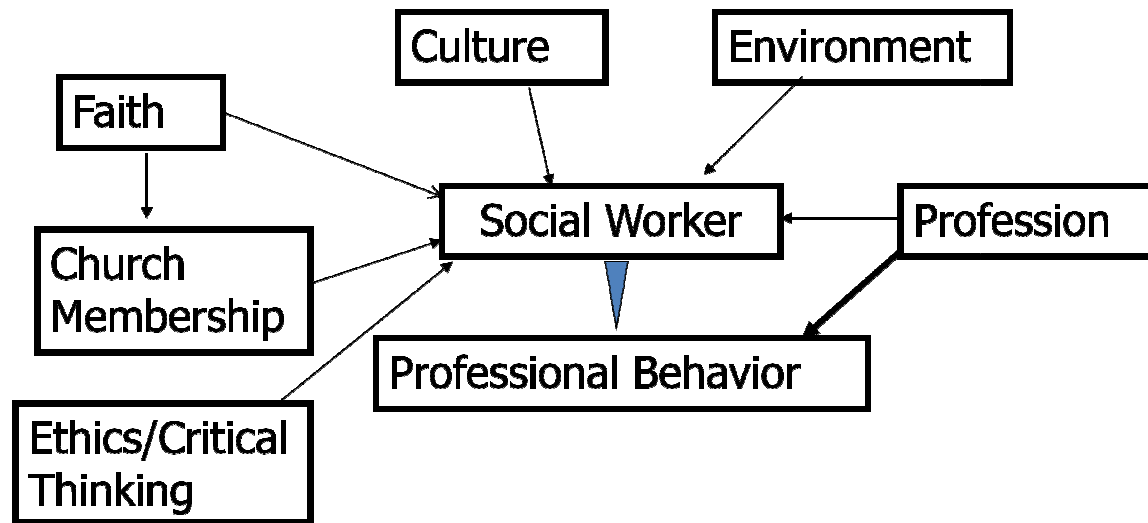 Culture
Environment
Faith
Social Worker
Profession
Church
Membership
Professional Behavior
Ethics/Critical
Thinking